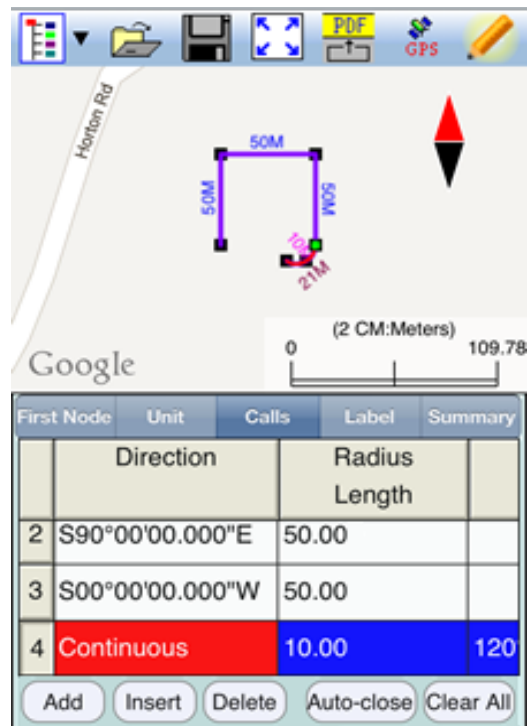 PDF
GPS
Horton Rd
50M
50M
50M
10M
21M
(2 CM:Meters)
0 109.78
Google
First Node Unit Calls Label Summary
Direction Radius Length
2 S90°00'00.000"E 50.00
3 S00°00'00.000"W 50.00
4 Continuous 10.00 120
Add Insert Delete Auto-close Clear All